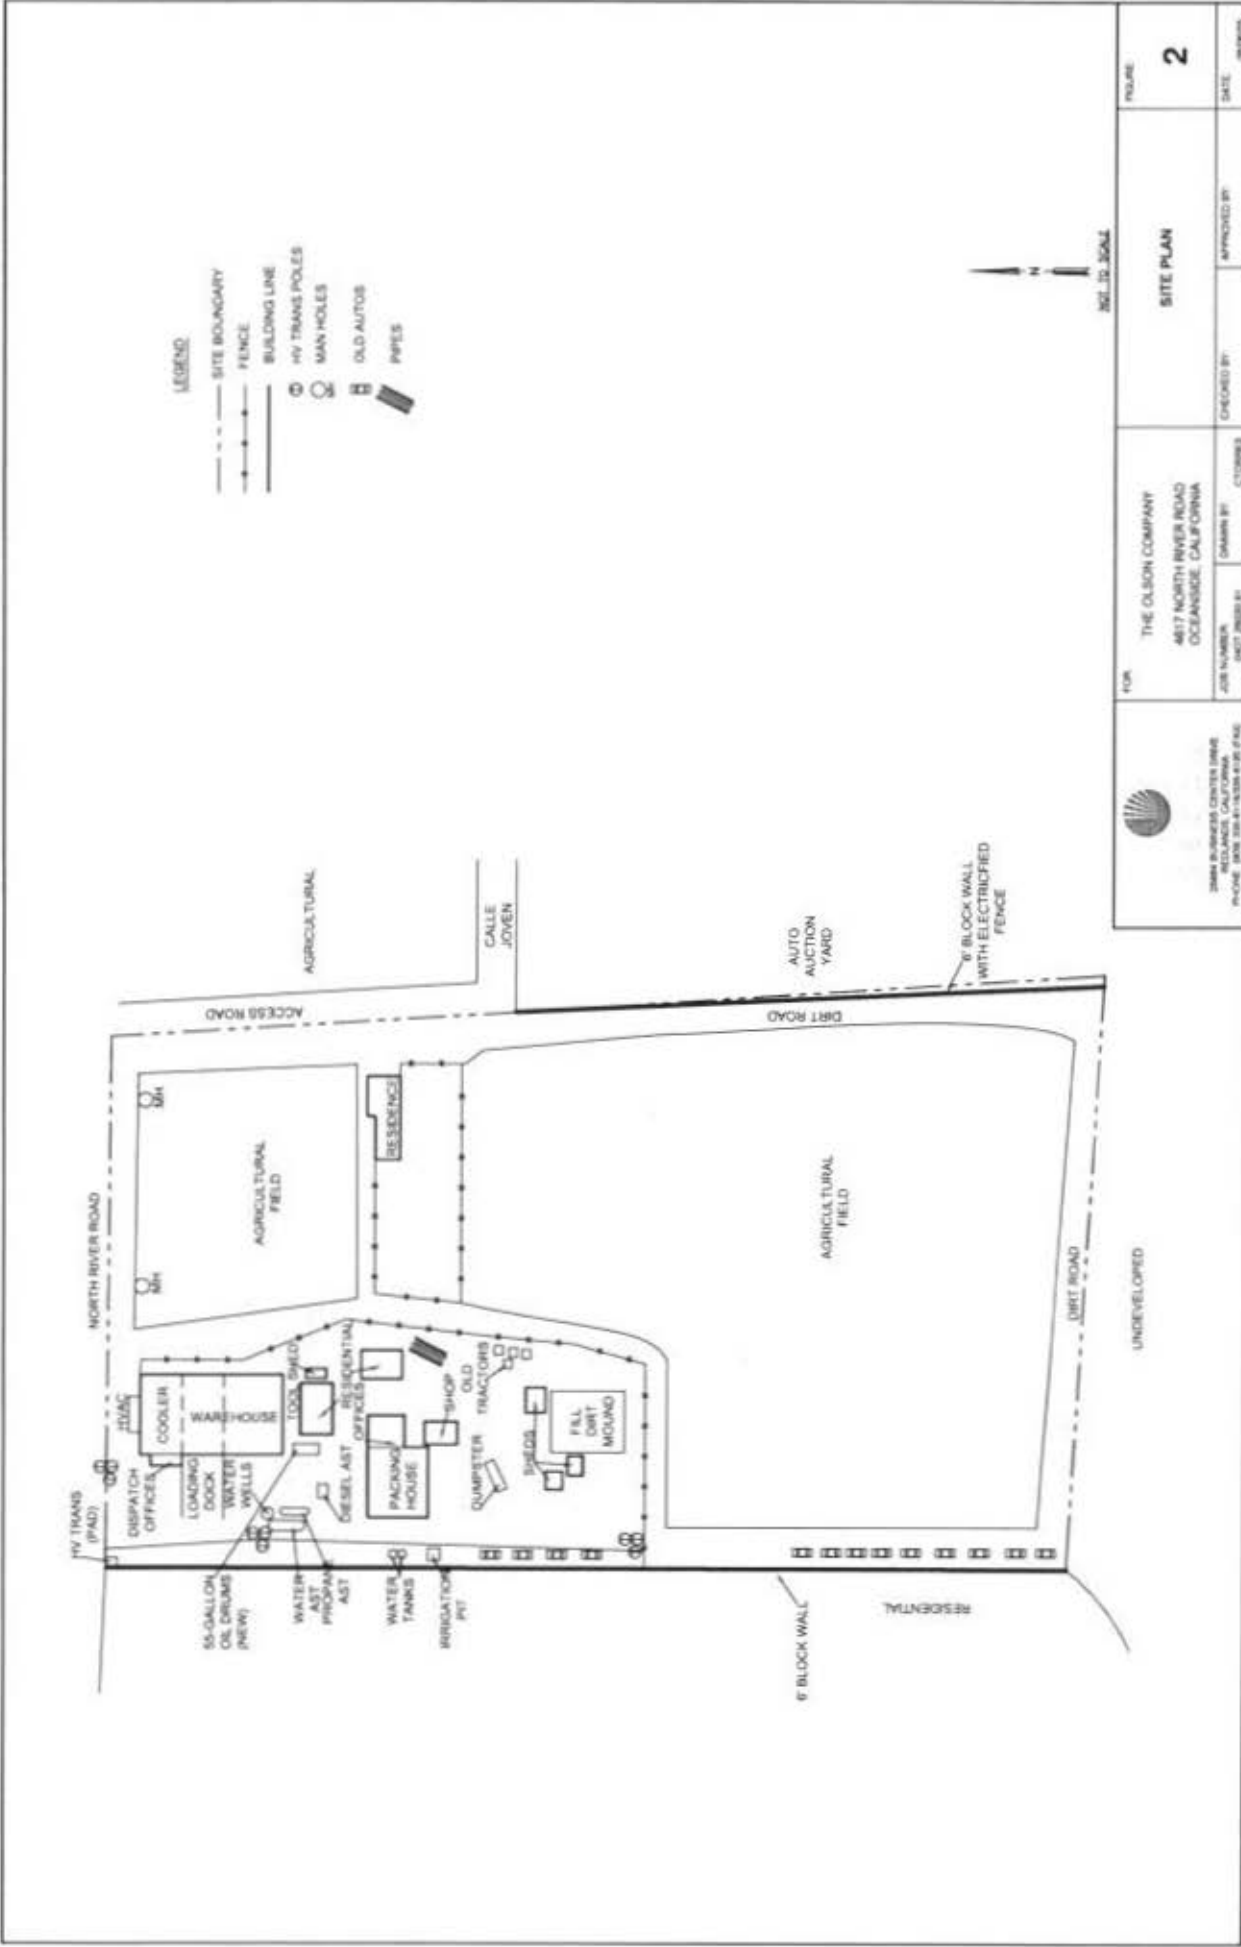 LEGEND
SITE BOUNDARY
FENCE
BUILDING LINE
HV TRANS POLES
MAN HOLES
OLD AUTOS
PIPES
N
NOT TO SCALE
HV TRANS
(PAD)
NORTH RIVER ROAD
HVAC
DISPATCH
OFFICES
COOLER
LOADING
DOCK
WAREHOUSE
WATER
WELLS
55-GALLON
OIL DRUMS
(NEW)
WATER
AST
PROPANE
AST
DIESEL AST
TOOL SHED
RESIDENTIAL
OFFICES
PACKING
HOUSE
SHOP
WATER
TANKS
IRRIGATION
PIT
DUMPSTER
OLD
TRACTORS
SHEDS
FILL
DIRT
MOUND
MH
MH
AGRICULTURAL
FIELD
RESIDENCE
ACCESS ROAD
AGRICULTURAL
CALLE
JOVEN
AUTO
AUCTION
YARD
DIRT ROAD
6' BLOCK WALL
WITH ELECTRICFIED
FENCE
AGRICULTURAL
FIELD
DIRT ROAD
UNDEVELOPED
6' BLOCK WALL
RESIDENTIAL
BUSINESS CENTER DRIVE
REDLANDS, CALIFORNIA
FOR
THE OLSON COMPANY
4617 NORTH RIVER ROAD
OCEANSIDE, CALIFORNIA
SITE PLAN
FIGURE
2
JOB NUMBER
DRAWN BY
CHECKED BY
APPROVED BY
DATE